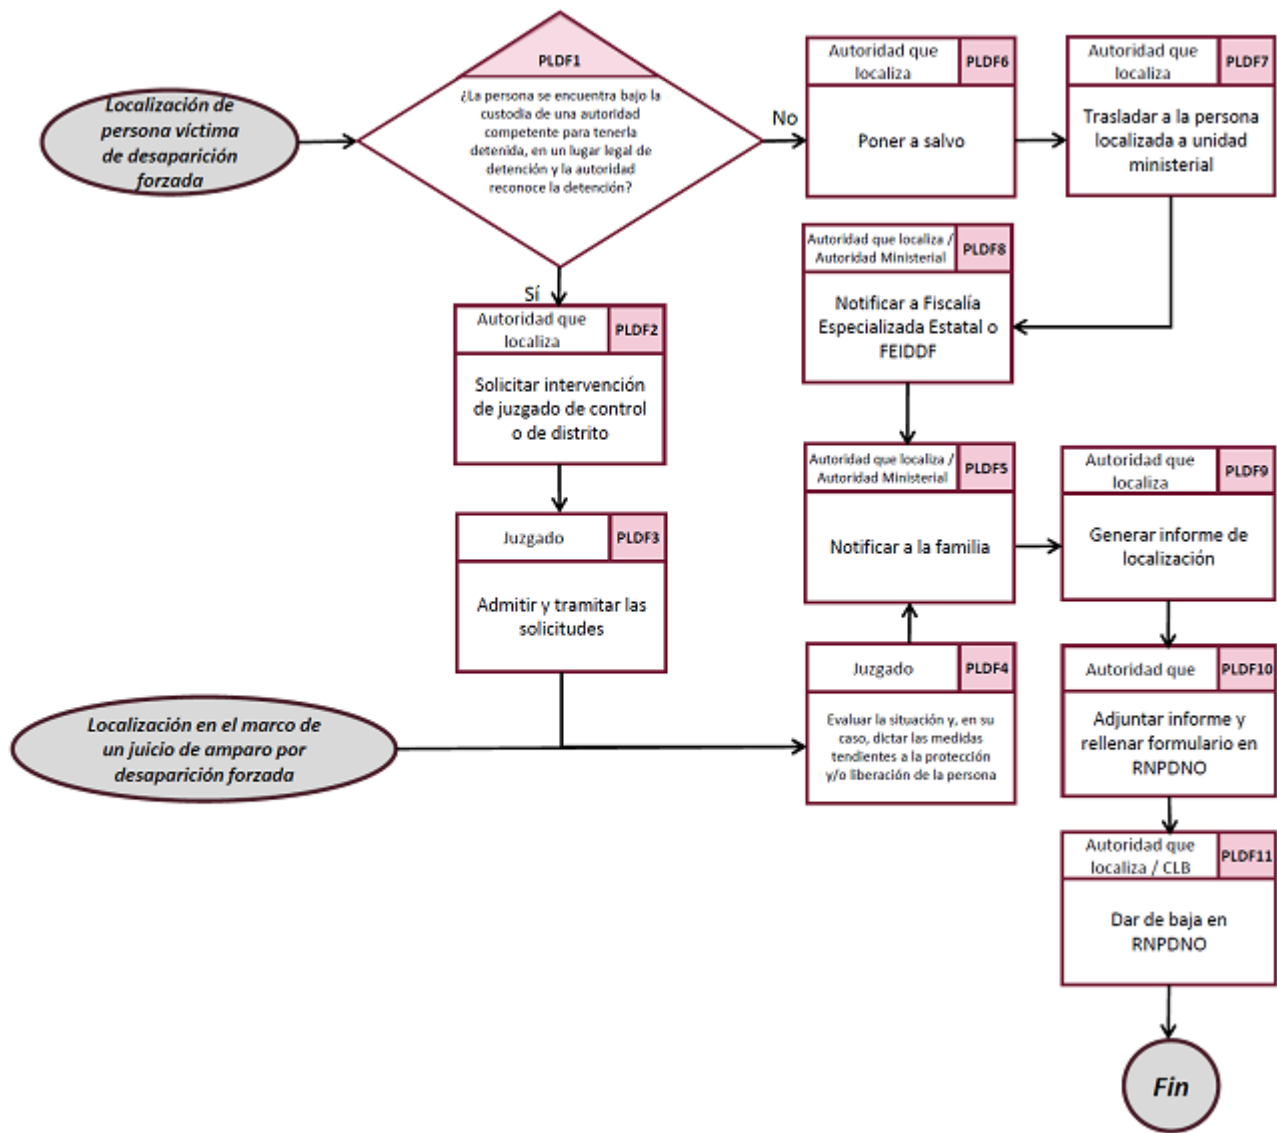 Localización de
persona víctima
de desaparición
forzada
PLDF1
¿La persona se encuentra bajo la
custodia de una autoridad
competente para tenerla
detenida, en un lugar legal de
detención y la autoridad
reconoce la detención?
No
Sí
Autoridad que
localiza
PLDF6
Poner a salvo
Autoridad que
localiza
PLDF7
Trasladar a la persona
localizada a unidad
ministerial
Autoridad que localiza /
Autoridad Ministerial
PLDF8
Notificar a Fiscalía
Especializada Estatal o
FEIDDF
Autoridad que
localiza
PLDF2
Solicitar intervención
de juzgado de control
o de distrito
Juzgado
PLDF3
Admitir y tramitar las
solicitudes
Autoridad que localiza /
Autoridad Ministerial
PLDF5
Notificar a la familia
Autoridad que
localiza
PLDF9
Generar informe de
localización
Localización en el marco de
un juicio de amparo por
desaparición forzada
Juzgado
PLDF4
Evaluar la situación y, en su
caso, dictar las medidas
tendientes a la protección
y/o liberación de la persona
Autoridad que
PLDF10
Adjuntar informe y
rellenar formulario en
RNPDNO
Autoridad que
localiza / CLB
PLDF11
Dar de baja en
RNPDNO
Fin